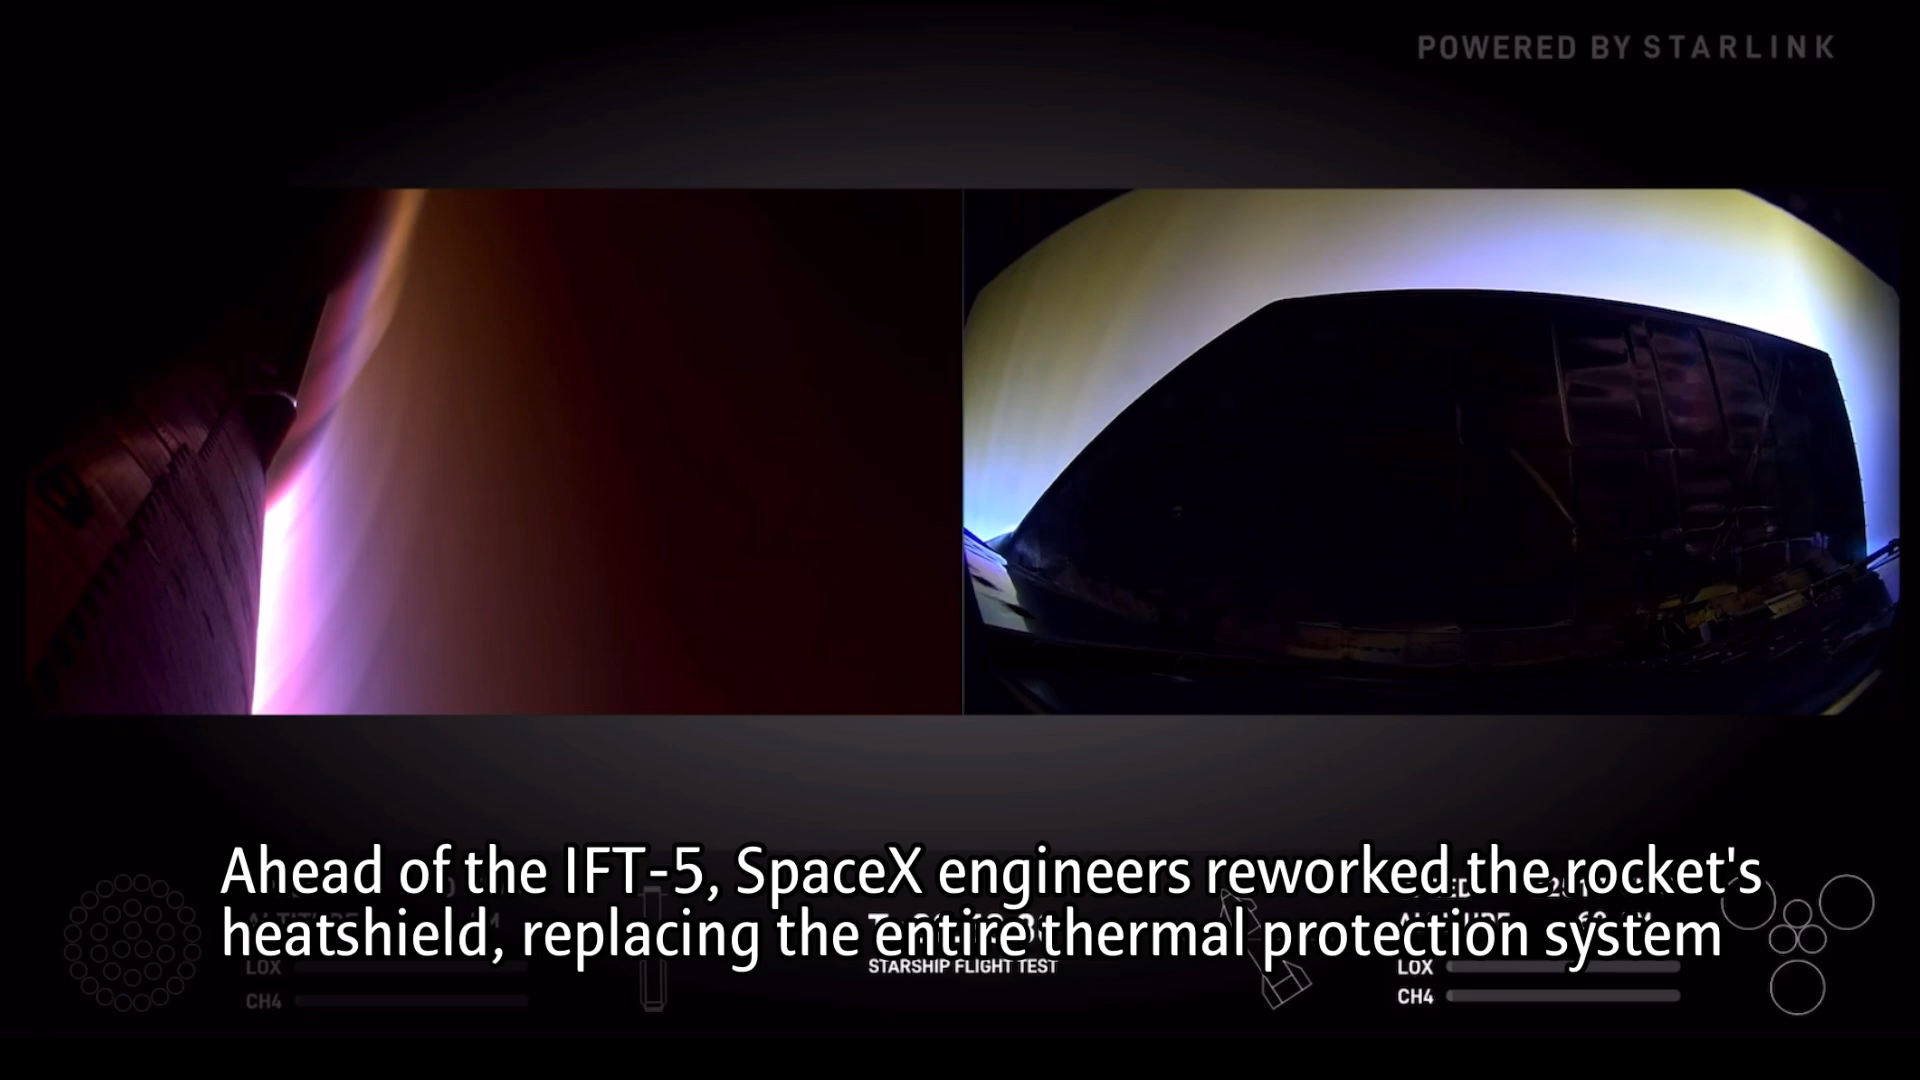 POWERED BY STARLINK
Ahead of the IFT-5, SpaceX engineers reworked the rocket's
heatshield, replacing the entire thermal protection system
STARSHIP FLIGHT TEST
LOX
CH4
LOX
CH4